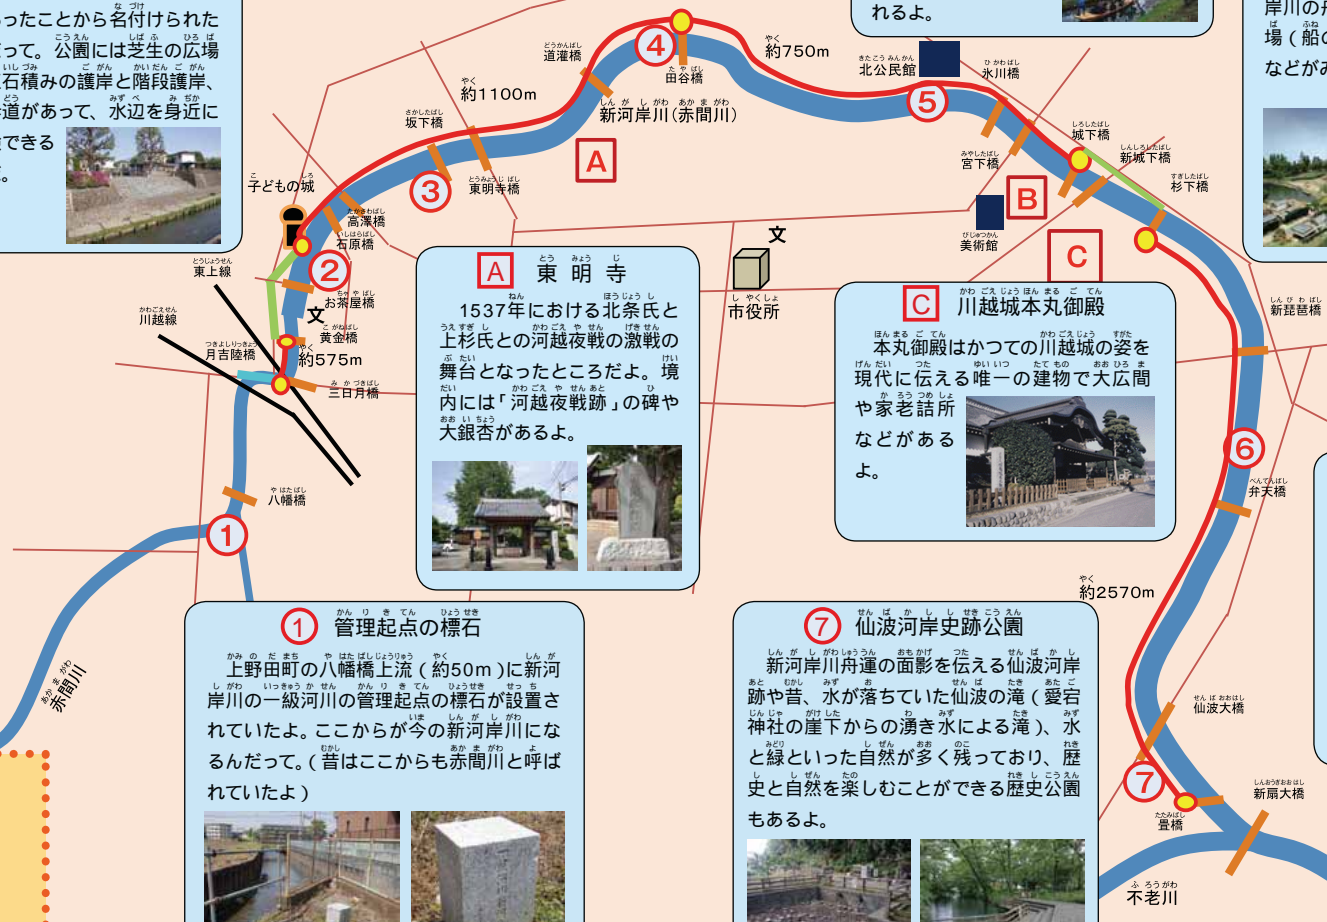 ったことから名付けられた
って。公園には芝生の広場
石積みの護岸と階段護岸、
道があって、水辺を身近に
できる
。
れるよ。
岸川の
場（船の
などが
約750m
道灌橋
田谷橋
北公民館
氷川橋
約1100m
新河岸川（赤間川）
坂下橋
城下橋
新城下橋
宮下橋
杉下橋
東明寺橋
子どもの城
高澤橋
石原橋
美術館
東上線
お茶屋橋
文
黄金橋
川越線
月吉陸橋
約575m
三日月橋
八幡橋
文
市役所
新琵琶橋
弁天橋
約2570m
仙波大橋
新扇大橋
畳橋
不老川
赤間川
A
B
C
1
2
3
4
5
6
7
A 東明寺
1537年における北条氏と
上杉氏との河越夜戦の激戦の
舞台となったところだよ。境
内には「河越夜戦跡」の碑や
大銀杏があるよ。
C 川越城本丸御殿
本丸御殿はかつての川越城の姿を
現代に伝える唯一の建物で大広間
や家老詰所
などがある
よ。
① 管理起点の標石
上野田町の八幡橋上流（約50m）に新河
岸川の一級河川の管理起点の標石が設置さ
れていたよ。ここからが今の新河岸川にな
るんだって。（昔はここからも赤間川と呼ば
れていたよ）
⑦ 仙波河岸史跡公園
新河岸川舟運の面影を伝える仙波河岸
跡や昔、水が落ちていた仙波の滝（愛宕
神社の崖下からの湧き水による滝）、水
と緑といった自然が多く残っており、歴
史と自然を楽しむことができる歴史公園
もあるよ。